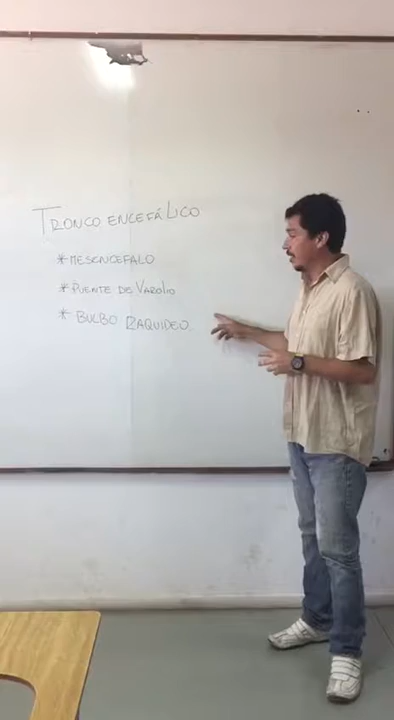 TRONCO ENCEFÁLICO
* MESENCEFALO
* PUENTE DE VAROLIO
* BULBO RAQUIDEO